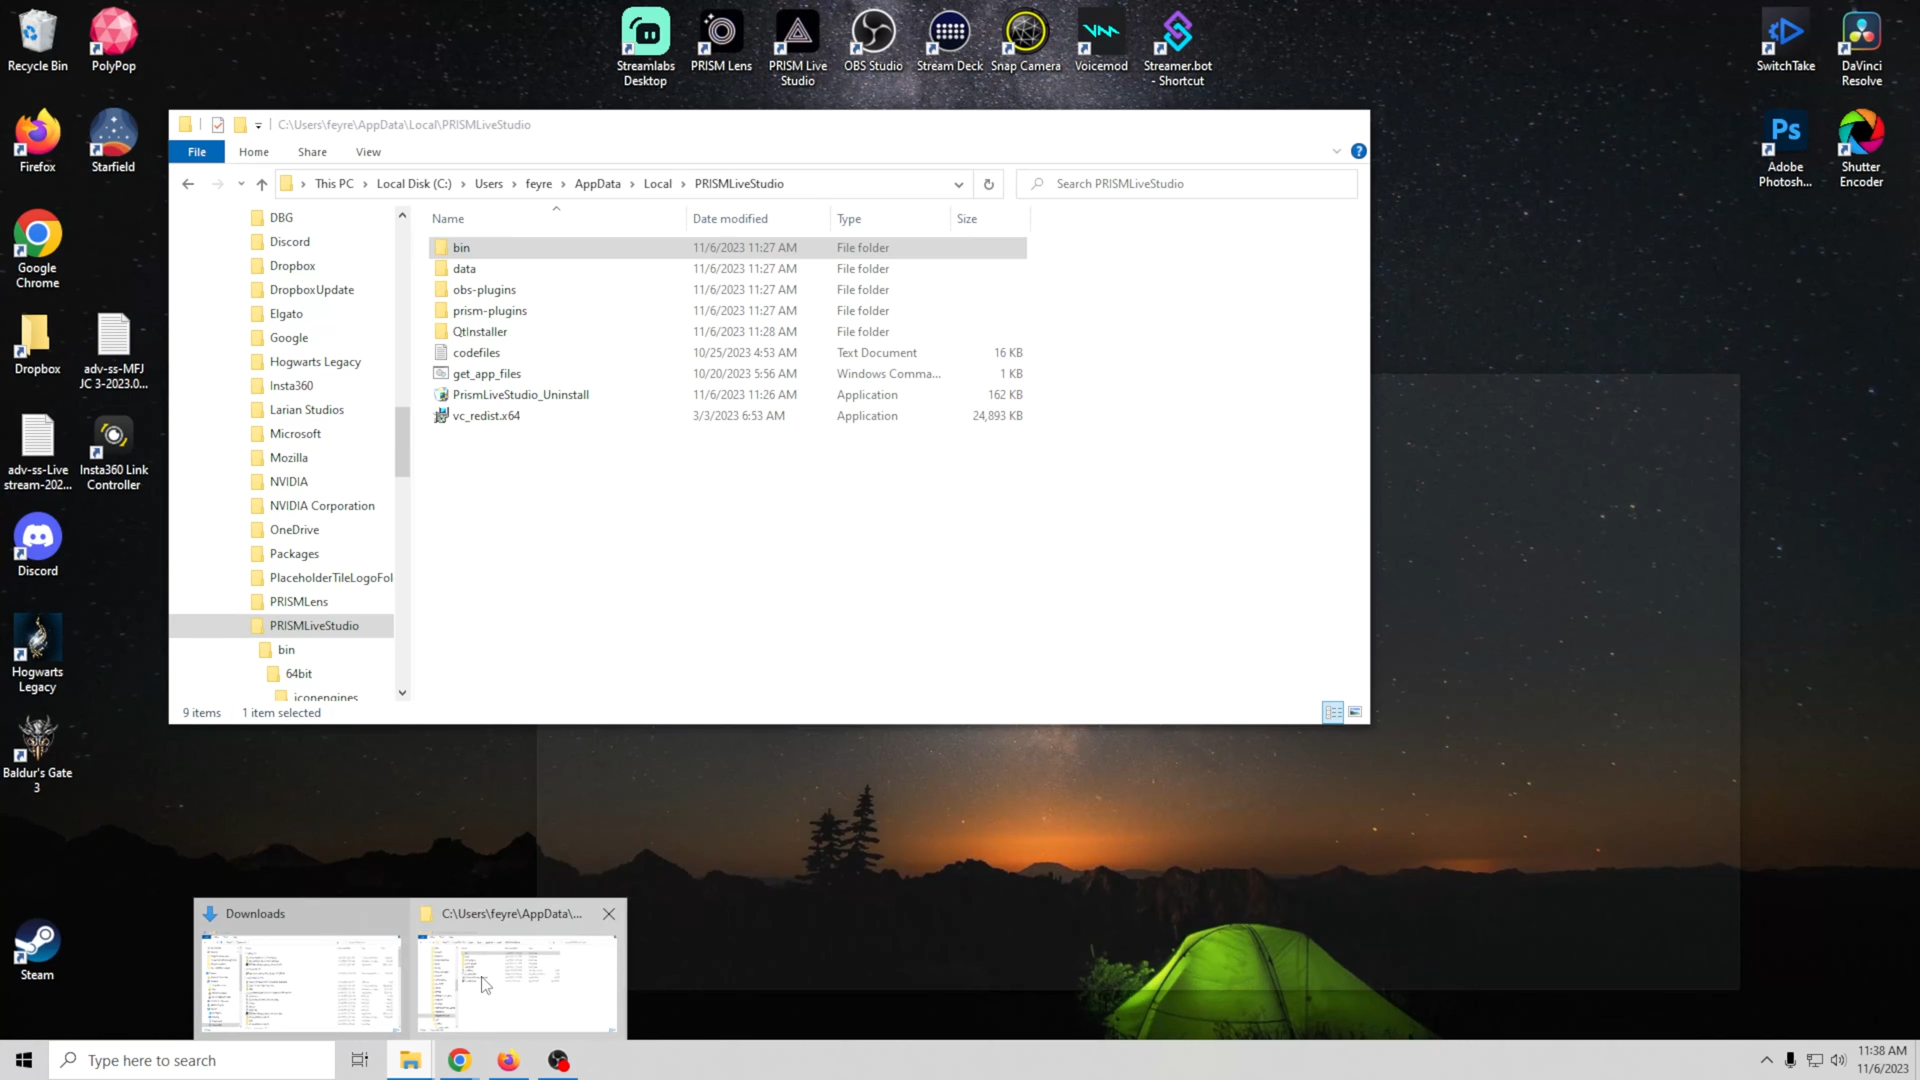 Recycle Bin
PolyPop
Streamlabs
Desktop
PRISM Lens
PRISM Live
Studio
OBS Studio
Stream Deck
Snap Camera
Voicemod
Streamer.bot
- Shortcut
SwitchTake
DaVinci
Resolve
Firefox
Starfield
Ps
Adobe
Photosh...
Shutter
Encoder
Google
Chrome
Dropbox
adv-ss-MFJ
JC 3-2023.0...
adv-ss-Live
stream-202...
Insta360 Link
Controller
Discord
Hogwarts
Legacy
Baldur's Gate
3
Steam
C:\Users\feyre\AppData\Local\PRISMLiveStudio
File
Home
Share
View
This PC
Local Disk (C:)
Users
feyre
AppData
Local
PRISMLiveStudio
Search PRISMLiveStudio
DBG
Discord
Dropbox
DropboxUpdate
Elgato
Google
Hogwarts Legacy
Insta360
Larian Studios
Microsoft
Mozilla
NVIDIA
NVIDIA Corporation
OneDrive
Packages
PlaceholderTileLogoFol
PRISMLens
PRISMLiveStudio
bin
64bit
iconengines
Name Date modified Type Size
bin 11/6/2023 11:27 AM File folder
data 11/6/2023 11:27 AM File folder
obs-plugins 11/6/2023 11:27 AM File folder
prism-plugins 11/6/2023 11:27 AM File folder
QtInstaller 11/6/2023 11:28 AM File folder
codefiles 10/25/2023 4:53 AM Text Document 16 KB
get_app_files 10/20/2023 5:56 AM Windows Comma... 1 KB
PrismLiveStudio_Uninstall 11/6/2023 11:26 AM Application 162 KB
vc_redist.x64 3/3/2023 6:53 AM Application 24,893 KB
9 items 1 item selected
Downloads
C:\Users\feyre\AppData\...
Type here to search
11:38 AM
11/6/2023